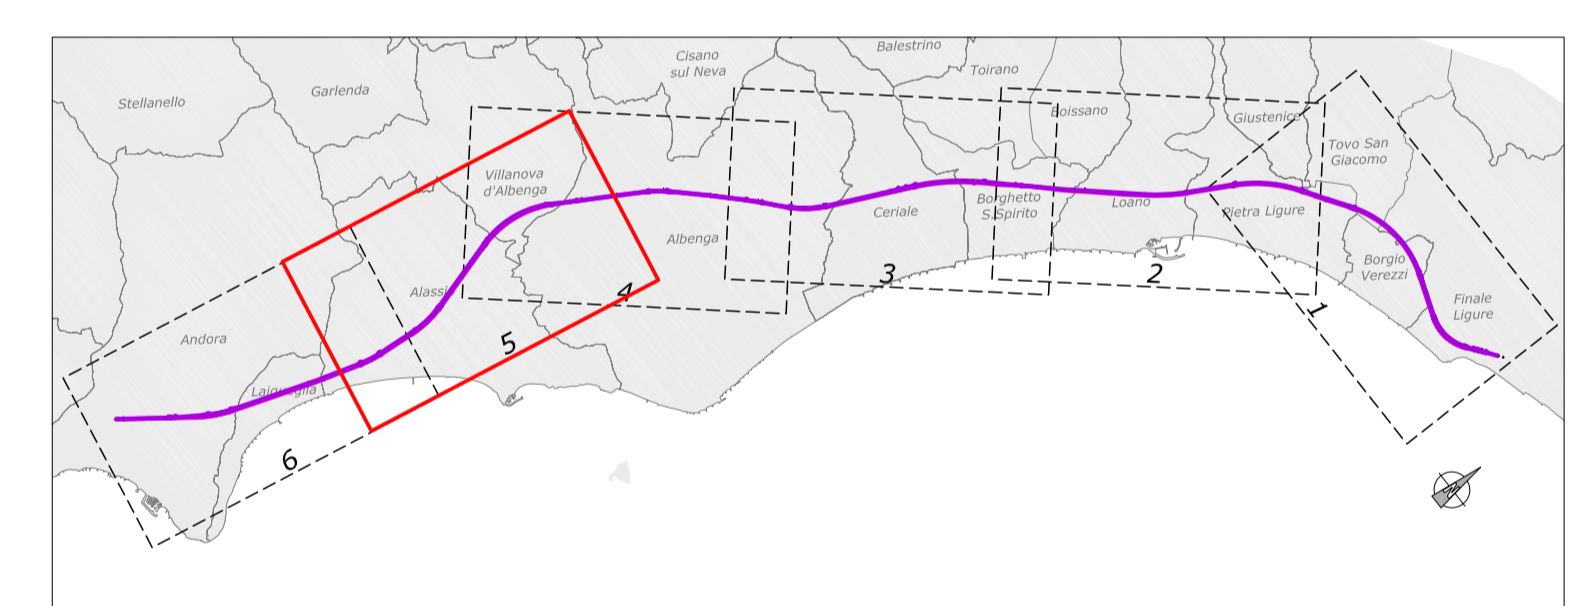 Cisano
sul Neva
Balestrino
Toirano
Stellanello
Garlenda
Boissano
Giustenice
Tovo San
Giacomo
Villanova
d'Albenga
Albenga
Ceriale
Borghetto
S.Spirito
Loano
Pietra Ligure
Borgio
Verezzi
Finale
Ligure
Alassio
Andora
Laigueglia
1
2
3
4
5
6
N